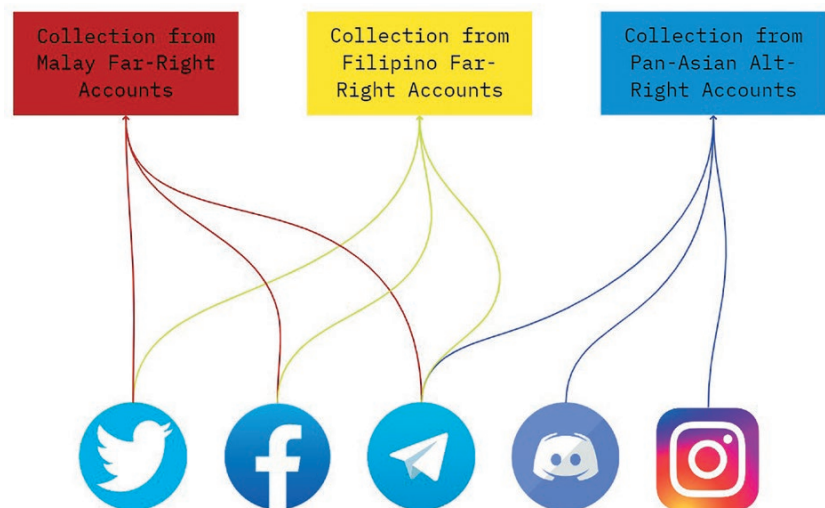 Collection from
Malay Far-Right
Accounts
Collection from
Filipino Far-
Right Accounts
Collection from
Pan-Asian Alt-
Right Accounts